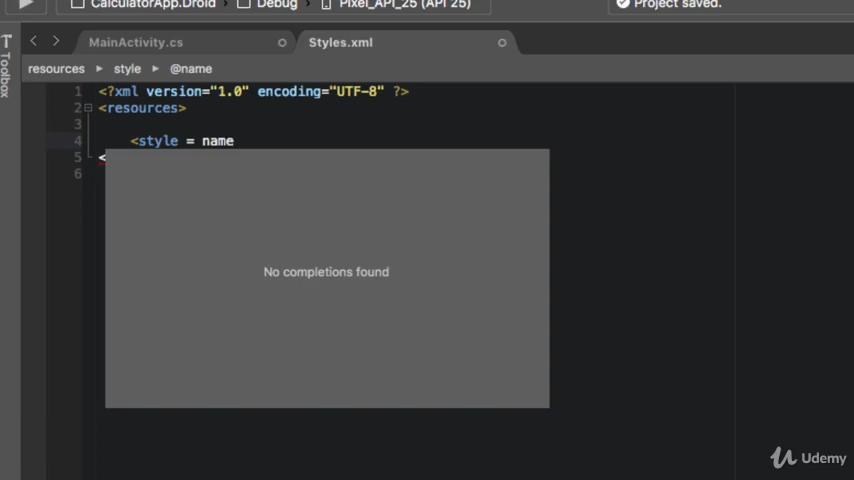 CalculatorApp.Droid › Debug › Pixel_API_25 (API 25)
Project saved.
MainActivity.cs
Styles.xml
resources
style
@name
Toolbox
1 <?xml version="1.0" encoding="UTF-8" ?>
2 <resources>
3
4 <style = name
5 <
6
No completions found
Udemy